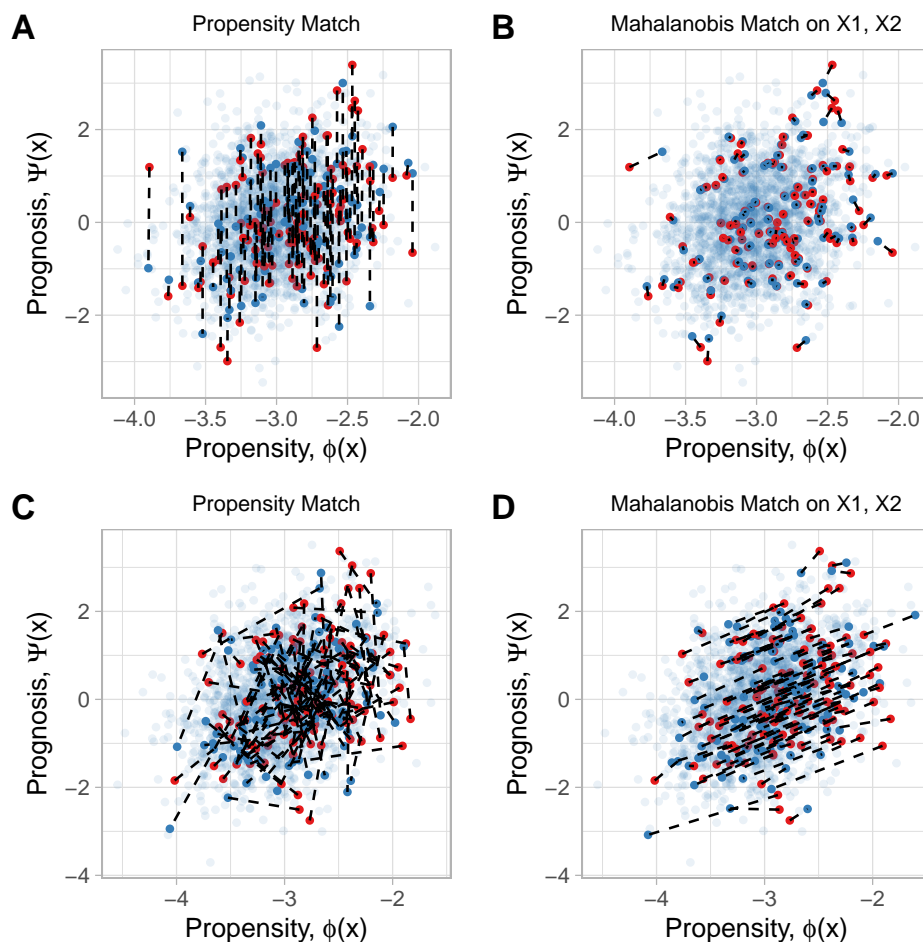 A
Propensity Match
Prognosis, Ψ(x)
2
0
−2
−4.0 −3.5 −3.0 −2.5 −2.0
Propensity, ϕ(x)
B
Mahalanobis Match on X1, X2
Prognosis, Ψ(x)
2
0
−2
−4.0 −3.5 −3.0 −2.5 −2.0
Propensity, ϕ(x)
C
Propensity Match
Prognosis, Ψ(x)
2
0
−2
−4
−4 −3 −2
Propensity, ϕ(x)
D
Mahalanobis Match on X1, X2
Prognosis, Ψ(x)
2
0
−2
−4
−4 −3 −2
Propensity, ϕ(x)